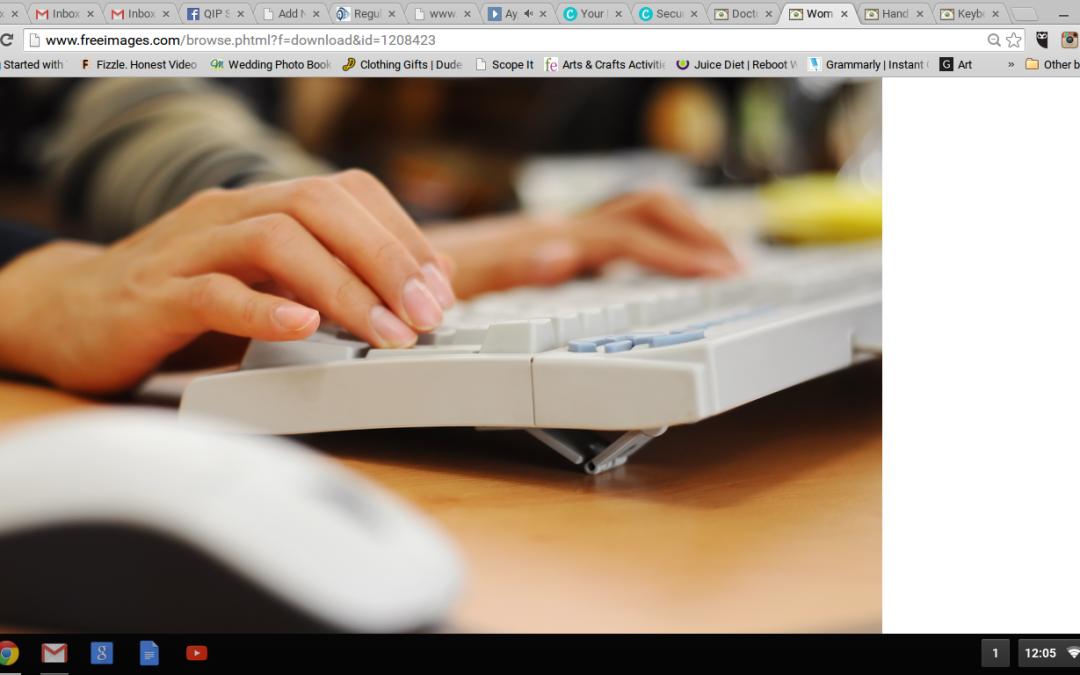 Inbox Inbox QIP S Add N Regul www. Ay Your Secur Docto Wom Hand Keybo
www.freeimages.com/browse.phtml?f=download&id=1208423
Started with Fizzle. Honest Video Wedding Photo Book Clothing Gifts | Dude Scope It fe Arts & Crafts Activitie Juice Diet | Reboot W Grammarly | Instant G Art » Other b
1 12:05